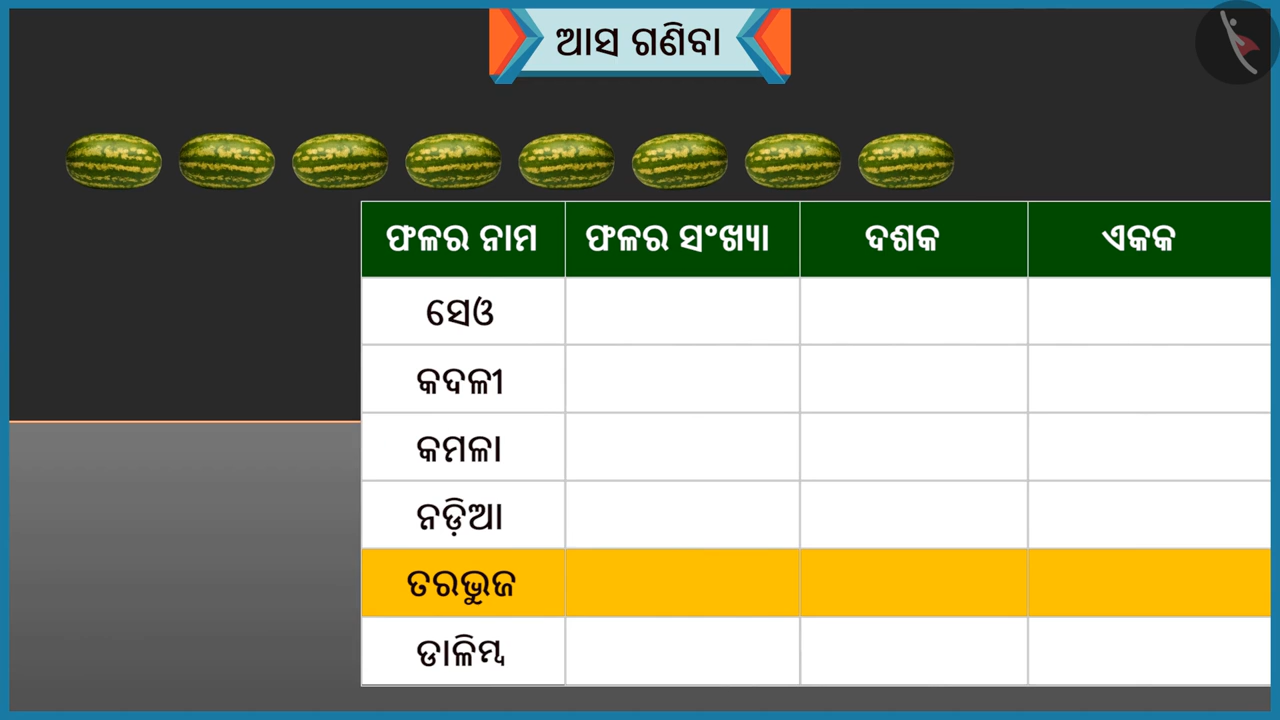 ଆସ ଗଣିବା
ଫଳର ନାମ ଫଳର ସଂଖ୍ୟା ଦଶକ ଏକକ
ସେଓ
କଦଳୀ
କମଳା
ନଡ଼ିଆ
ତରଭୁଜ
ଡାଳିମ୍ଵ